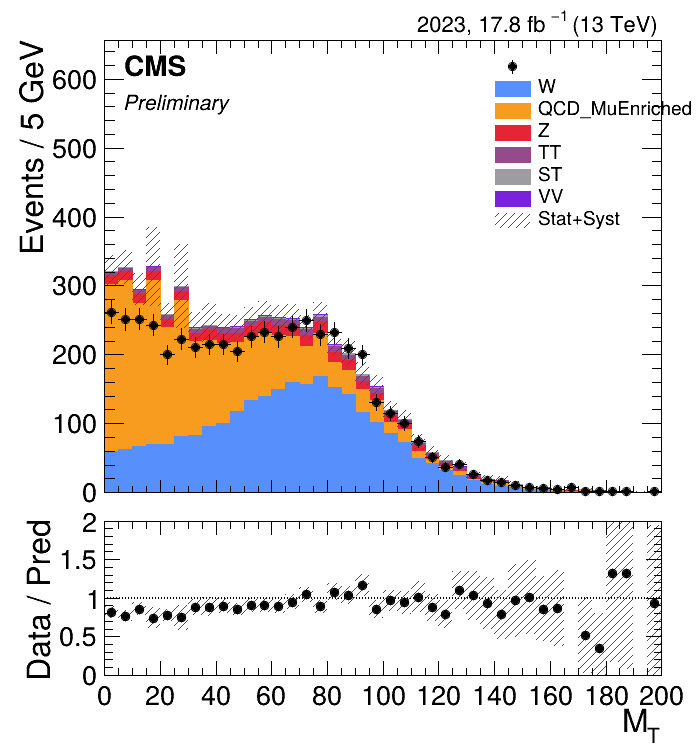 2023, 17.8 fb⁻¹ (13 TeV)
Events / 5 GeV
CMS
Preliminary
W
QCD_MuEnriched
Z
TT
ST
VV
Stat+Syst
600
500
400
300
200
100
0
Data / Pred
2
1.5
1
0.5
0
0 20 40 60 80 100 120 140 160 180 200
M_T